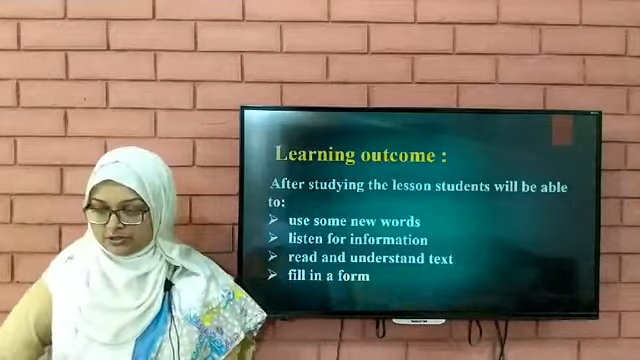 Learning outcome :
After studying the lesson students will be able
to:
➢ use some new words
➢ listen for information
➢ read and understand text
➢ fill in a form